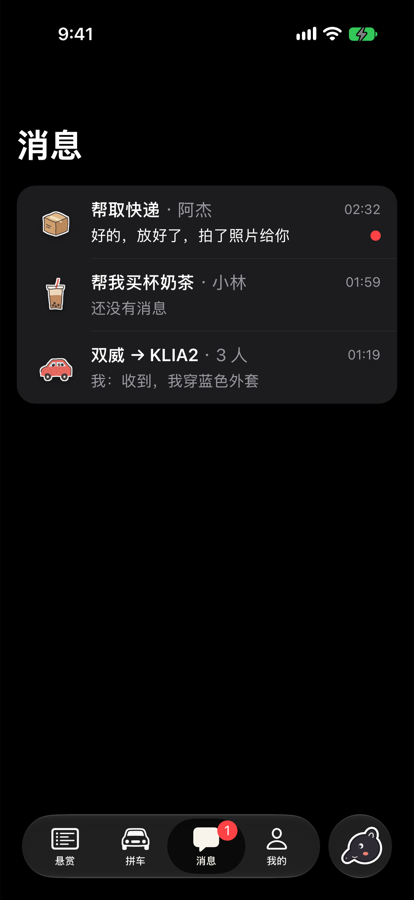 9:41
消息
帮取快递 · 阿杰 02:32
好的，放好了，拍了照片给你
帮我买杯奶茶 · 小林 01:59
还没有消息
双威 → KLIA2 · 3 人 01:19
我：收到，我穿蓝色外套
1
悬赏 拼车 消息 我的